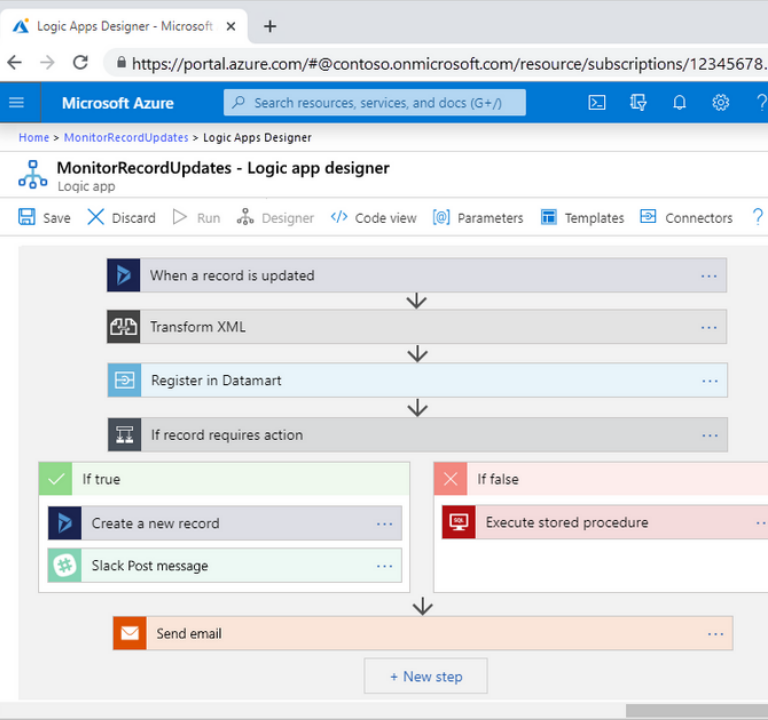 Logic Apps Designer - Microsoft
https://portal.azure.com/#@contoso.onmicrosoft.com/resource/subscriptions/12345678.
Microsoft Azure
Search resources, services, and docs (G+/)
Home > MonitorRecordUpdates > Logic Apps Designer
MonitorRecordUpdates - Logic app designer
Logic app
Save Discard Run Designer Code view Parameters Templates Connectors
When a record is updated
Transform XML
Register in Datamart
If record requires action
If true
Create a new record
Slack Post message
If false
SQL
Execute stored procedure
Send email
+ New step